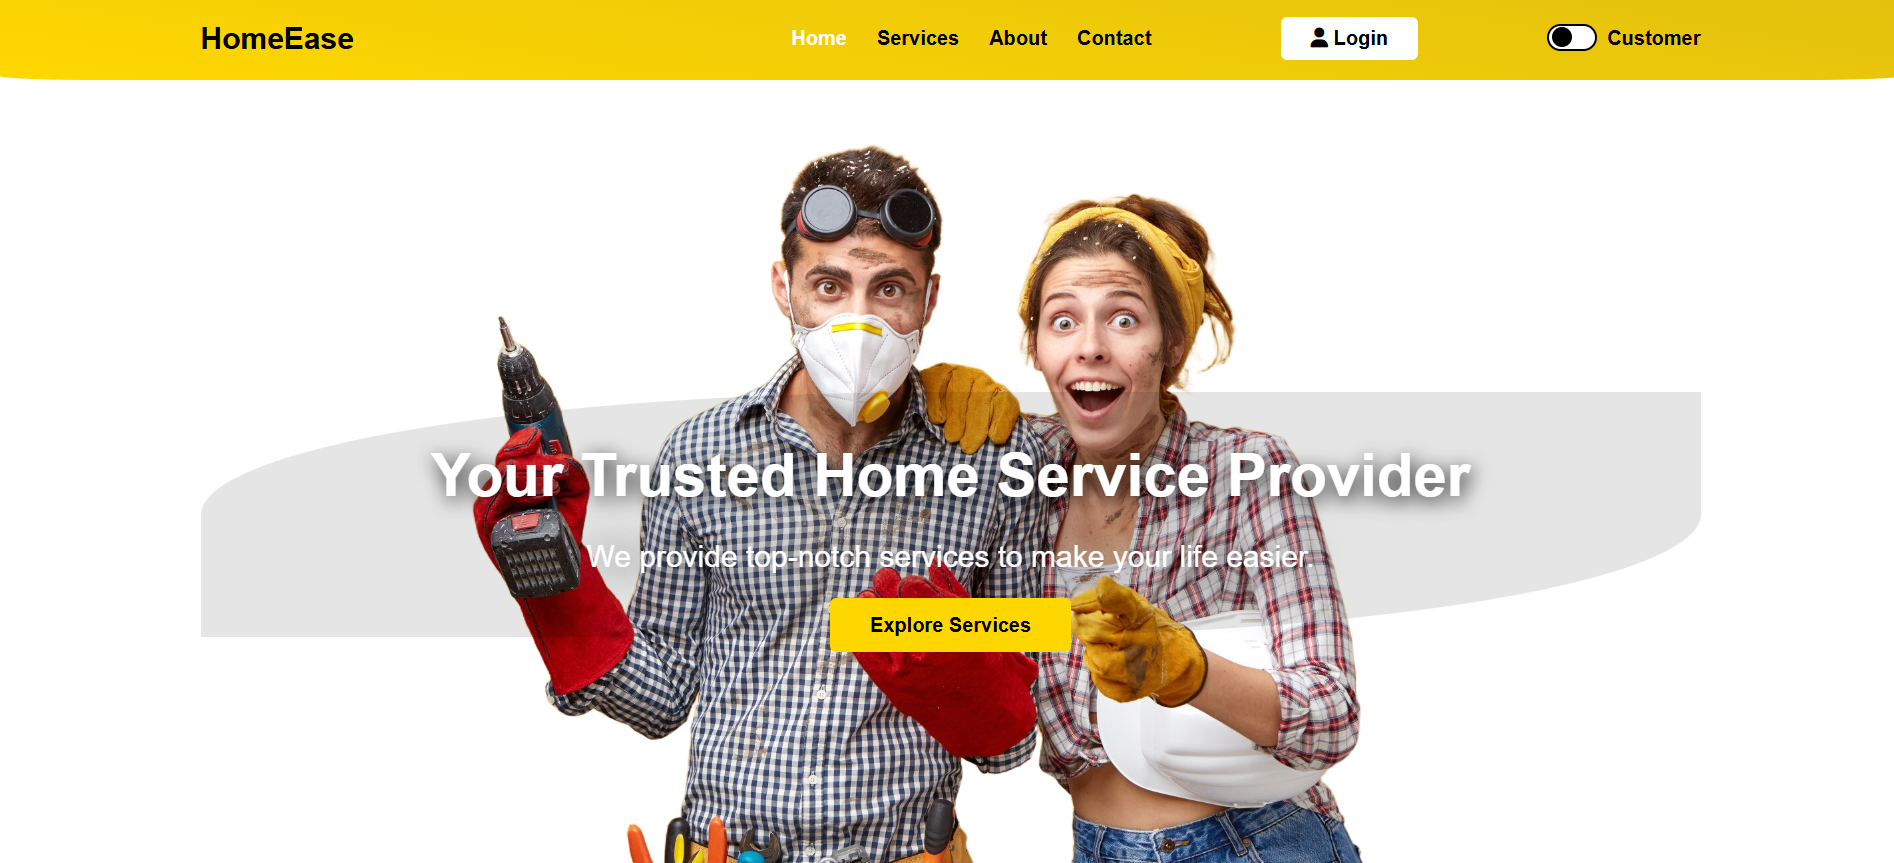 HomeEase
Home Services About Contact
Login
Customer
Your Trusted Home Service Provider
We provide top-notch services to make your life easier.
Explore Services